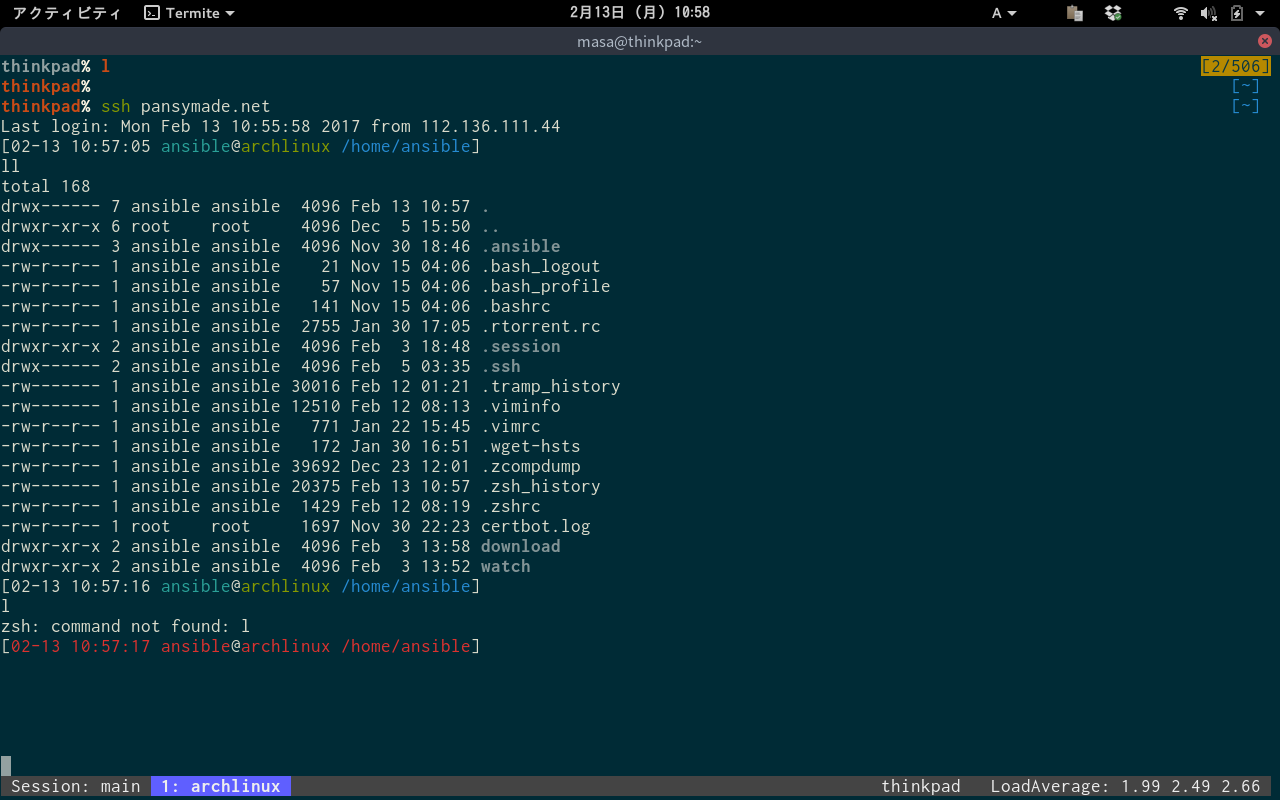 アクティビティ Termite 2月13日 (月) 10:58 A
masa@thinkpad:~
thinkpad% l [2/506]
thinkpad% [~]
thinkpad% ssh pansymade.net [~]
Last login: Mon Feb 13 10:55:58 2017 from 112.136.111.44
[02-13 10:57:05 ansible@archlinux /home/ansible]
ll
total 168
drwx------ 7 ansible ansible  4096 Feb 13 10:57 .
drwxr-xr-x 6 root    root     4096 Dec  5 15:50 ..
drwx------ 3 ansible ansible  4096 Nov 30 18:46 .ansible
-rw-r--r-- 1 ansible ansible    21 Nov 15 04:06 .bash_logout
-rw-r--r-- 1 ansible ansible    57 Nov 15 04:06 .bash_profile
-rw-r--r-- 1 ansible ansible   141 Nov 15 04:06 .bashrc
-rw-r--r-- 1 ansible ansible  2755 Jan 30 17:05 .rtorrent.rc
drwxr-xr-x 2 ansible ansible  4096 Feb  3 18:48 .session
drwx------ 2 ansible ansible  4096 Feb  5 03:35 .ssh
-rw------- 1 ansible ansible 30016 Feb 12 01:21 .tramp_history
-rw------- 1 ansible ansible 12510 Feb 12 08:13 .viminfo
-rw-r--r-- 1 ansible ansible   771 Jan 22 15:45 .vimrc
-rw-r--r-- 1 ansible ansible   172 Jan 30 16:51 .wget-hsts
-rw-r--r-- 1 ansible ansible 39692 Dec 23 12:01 .zcompdump
-rw------- 1 ansible ansible 20375 Feb 13 10:57 .zsh_history
-rw-r--r-- 1 ansible ansible  1429 Feb 12 08:19 .zshrc
-rw-r--r-- 1 root    root     1697 Nov 30 22:23 certbot.log
drwxr-xr-x 2 ansible ansible  4096 Feb  3 13:58 download
drwxr-xr-x 2 ansible ansible  4096 Feb  3 13:52 watch
[02-13 10:57:16 ansible@archlinux /home/ansible]
l
zsh: command not found: l
[02-13 10:57:17 ansible@archlinux /home/ansible]
Session: main 1: archlinux thinkpad LoadAverage: 1.99 2.49 2.66